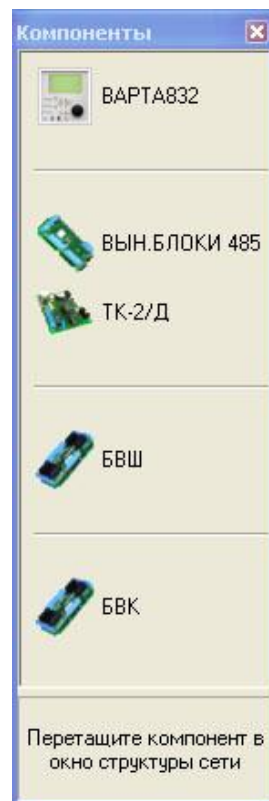 Компоненты
ВАРТА832
ВЫН.БЛОКИ 485
ТК-2/Д
БВШ
БВК
Перетащите компонент в
окно структуры сети